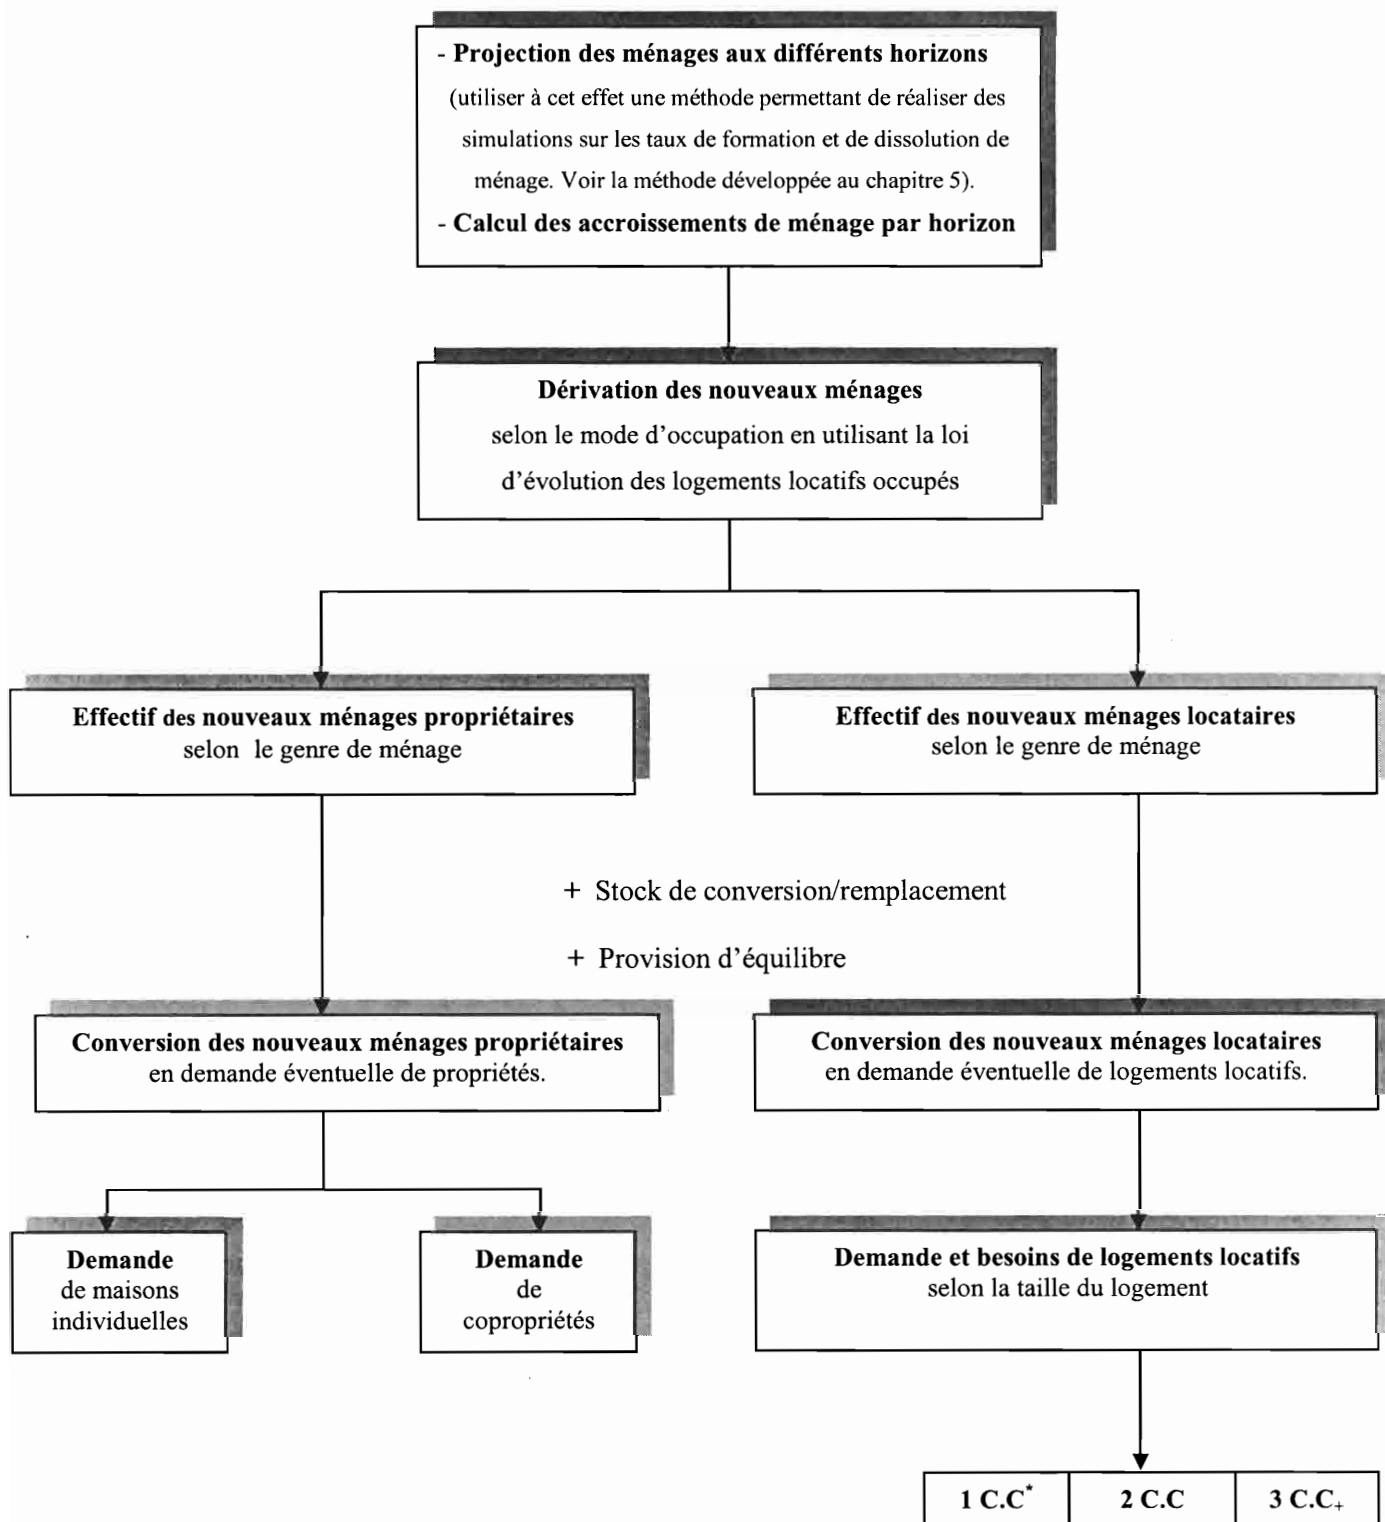 - Projection des ménages aux différents horizons
(utiliser à cet effet une méthode permettant de réaliser des
simulations sur les taux de formation et de dissolution de
ménage. Voir la méthode développée au chapitre 5).
- Calcul des accroissements de ménage par horizon
Dérivation des nouveaux ménages
selon le mode d'occupation en utilisant la loi
d'évolution des logements locatifs occupés
Effectif des nouveaux ménages propriétaires
selon le genre de ménage
Effectif des nouveaux ménages locataires
selon le genre de ménage
+ Stock de conversion/remplacement
+ Provision d'équilibre
Conversion des nouveaux ménages propriétaires
en demande éventuelle de propriétés.
Conversion des nouveaux ménages locataires
en demande éventuelle de logements locatifs.
Demande
de maisons
individuelles
Demande
de
copropriétés
Demande et besoins de logements locatifs
selon la taille du logement
1 C.C*
2 C.C
3 C.C+